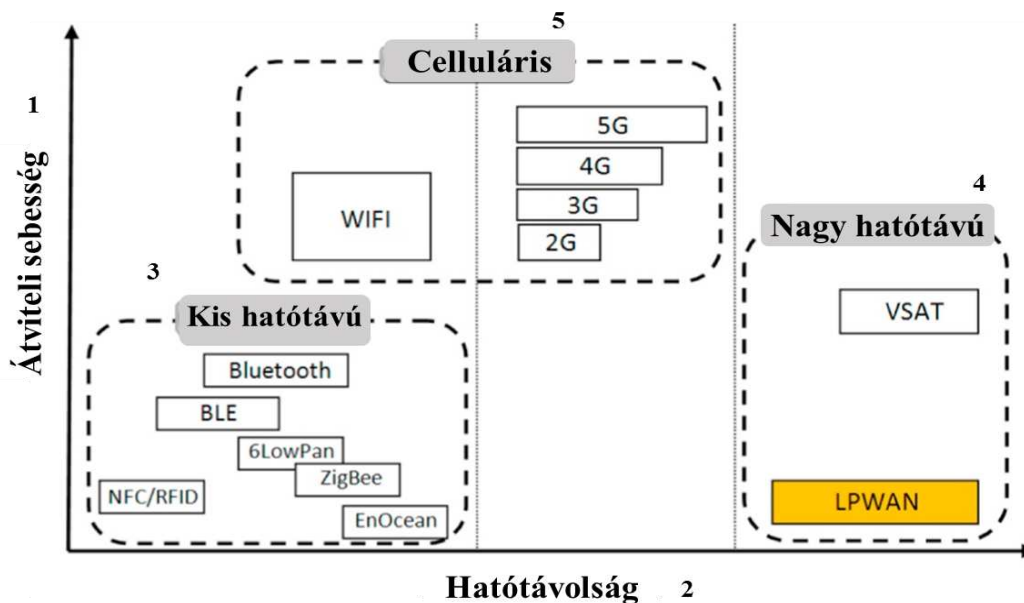 5
Celluláris
1
5G
4G
3G
2G
WIFI
4
Nagy hatótávú
Átviteli sebesség
3
Kis hatótávú
VSAT
Bluetooth
BLE
6LowPan
ZigBee
NFC/RFID
EnOcean
LPWAN
Hatótávolság 2